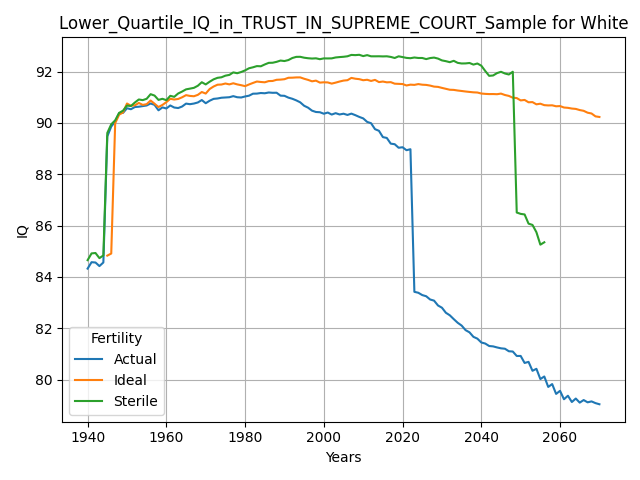 Lower_Quartile_IQ_in_TRUST_IN_SUPREME_COURT_Sample for White
IQ
92
90
88
86
84
82
80
Fertility
Actual
Ideal
Sterile
1940 1960 1980 2000 2020 2040 2060
Years